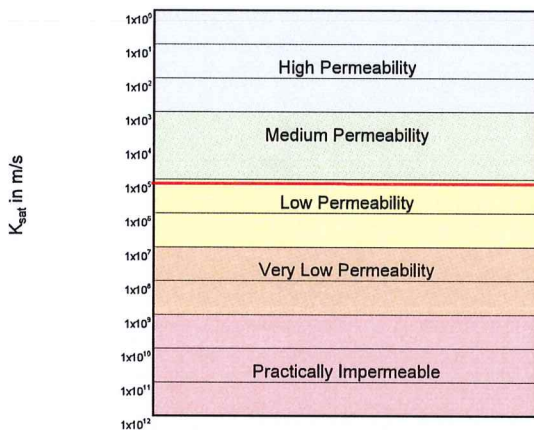 1x10⁰
1x10¹
High Permeability
1x10²
1x10³
Medium Permeability
1x10⁴
1x10⁵
Low Permeability
1x10⁶
1x10⁷
Very Low Permeability
1x10⁸
1x10⁹
1x10¹⁰
Practically Impermeable
1x10¹¹
1x10¹²
K_sat in m/s